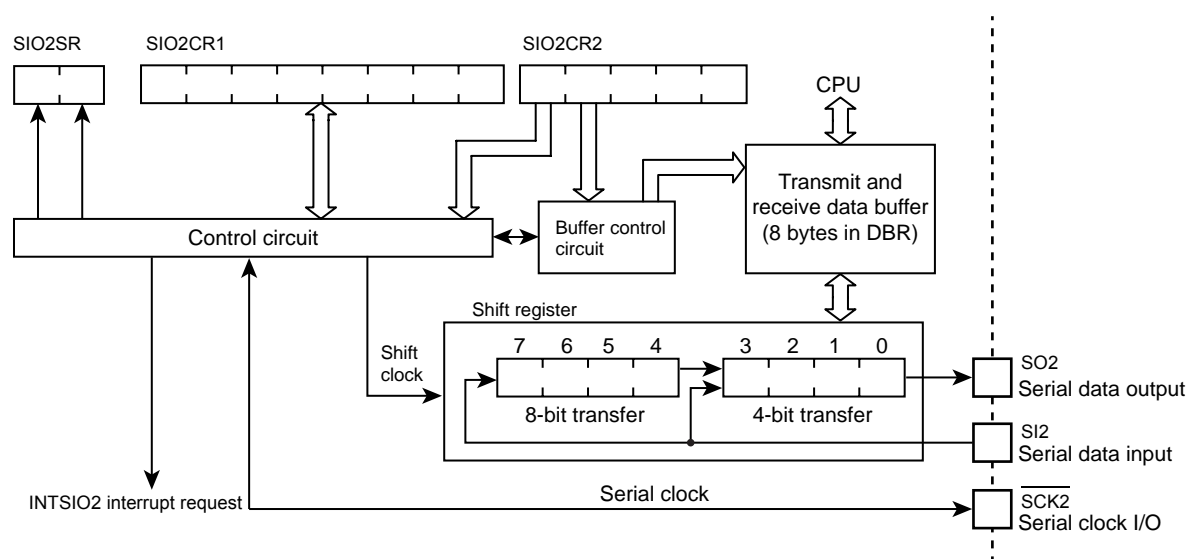 SIO2SR
SIO2CR1
SIO2CR2
CPU
Transmit and
receive data buffer
(8 bytes in DBR)
Buffer control
circuit
Control circuit
Shift register
7 6 5 4 3 2 1 0
Shift
clock
8-bit transfer
4-bit transfer
SO2
Serial data output
SI2
Serial data input
INTSIO2 interrupt request
Serial clock
SCK2
Serial clock I/O